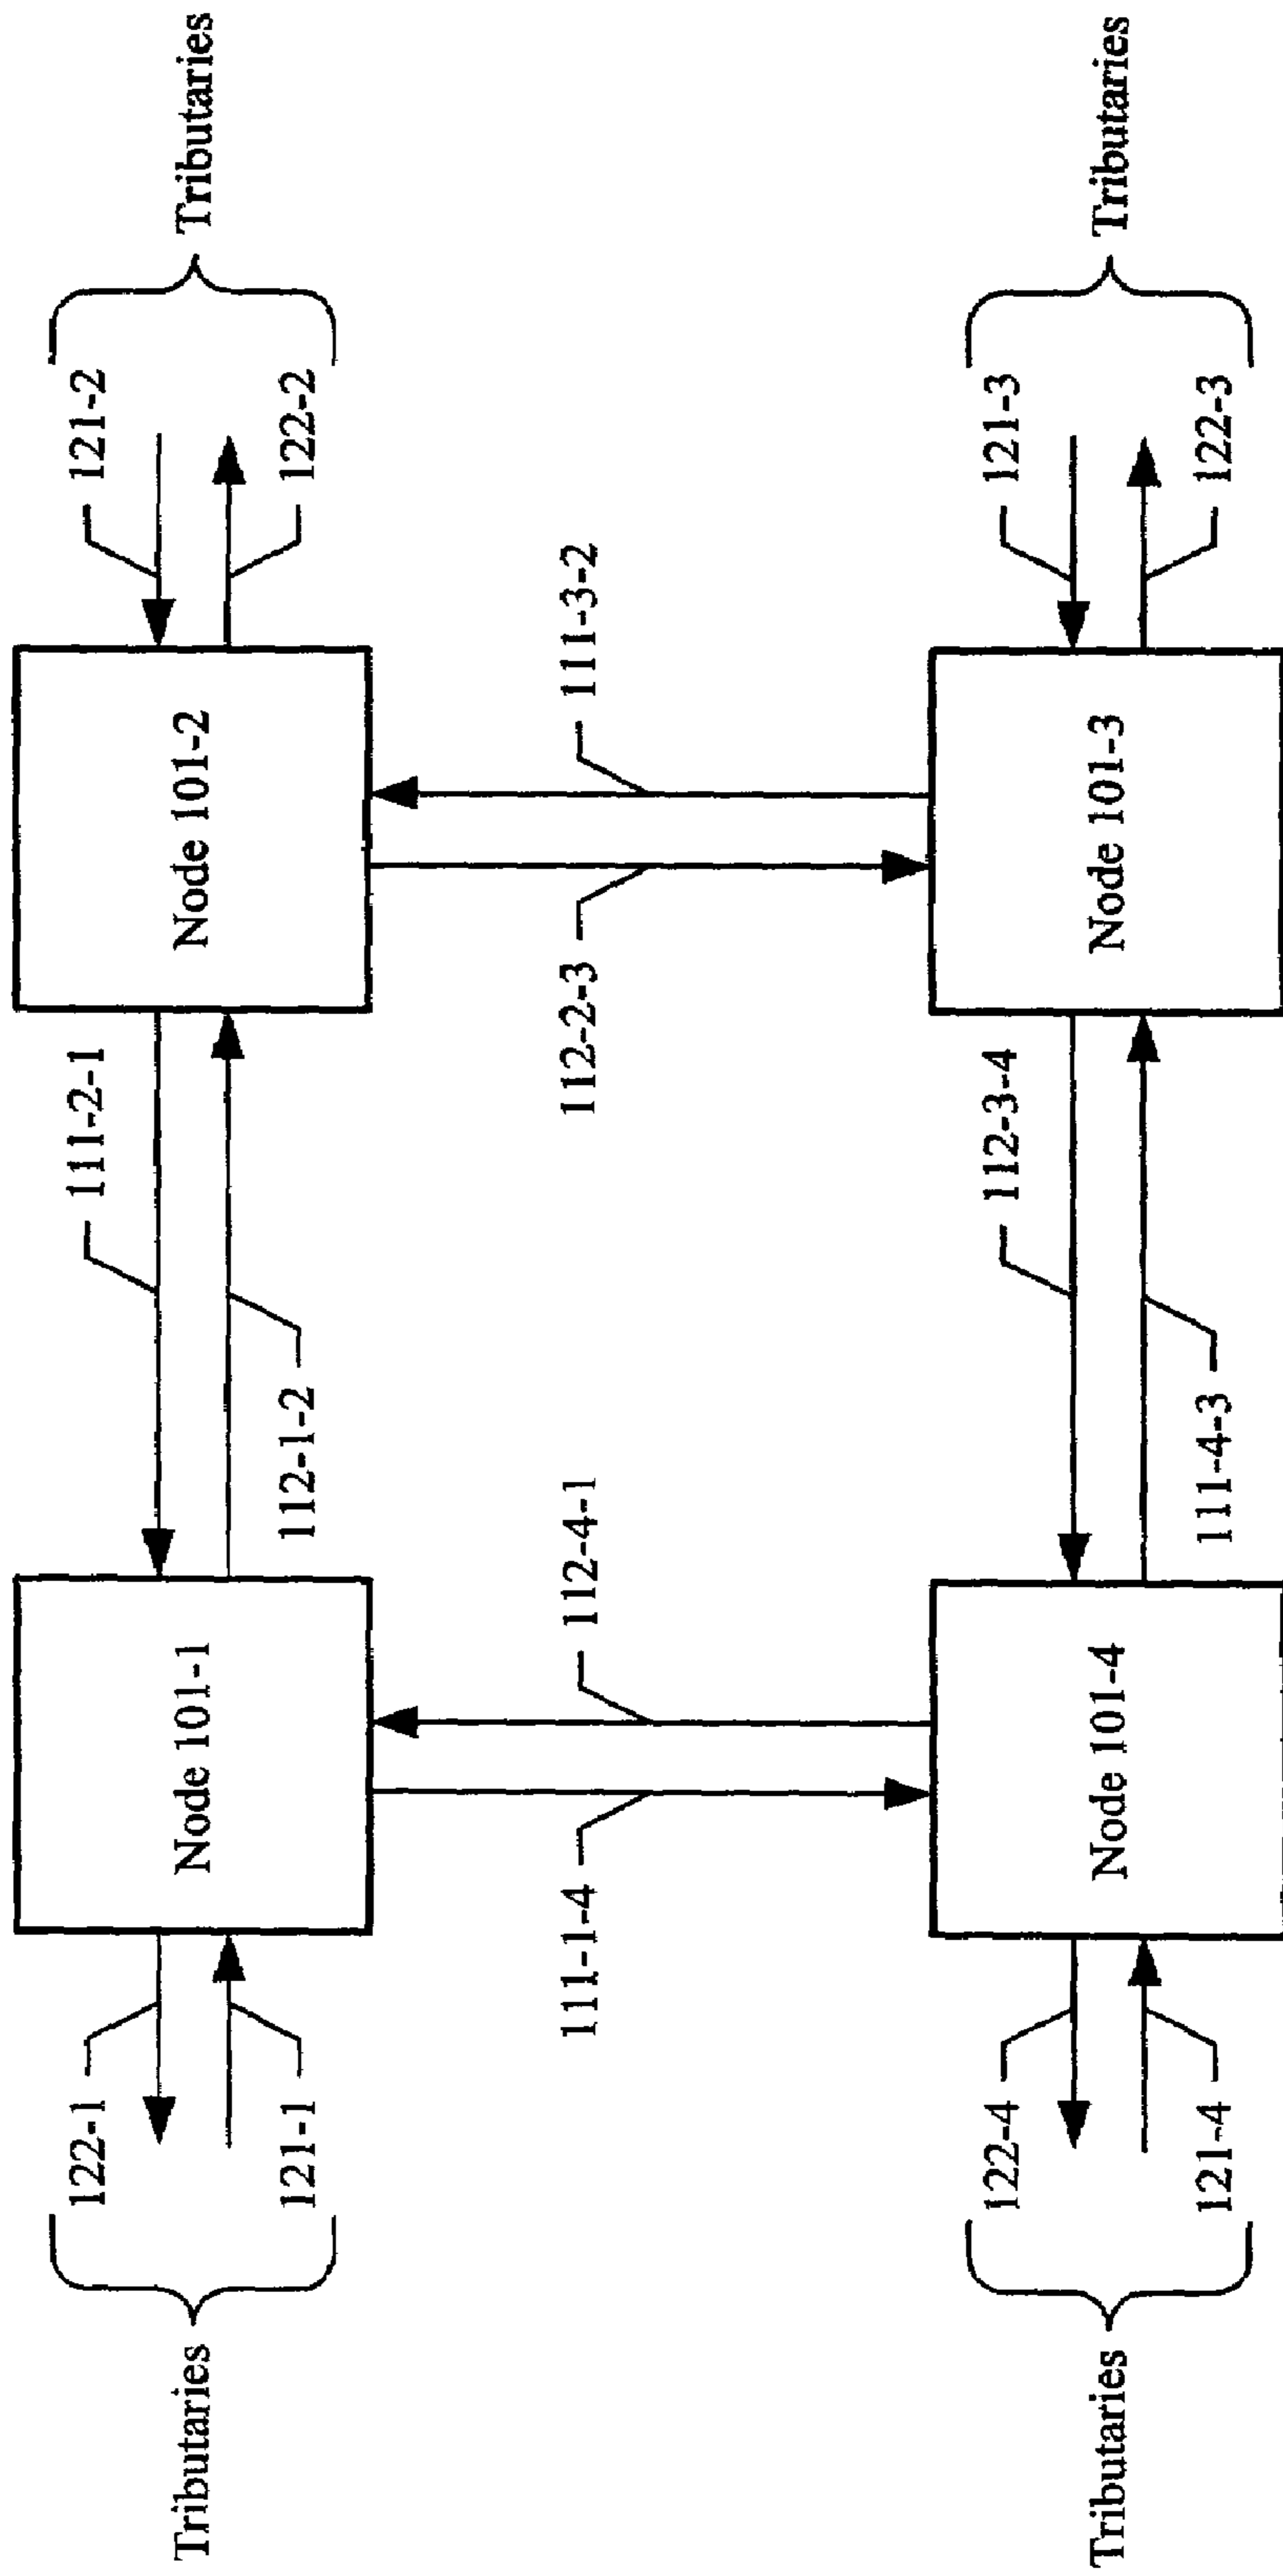 Tributaries
122-1
121-1
Node 101-1
111-2-1
112-1-2
Node 101-2
121-2
122-2
Tributaries
111-1-4
112-4-1
112-2-3
111-3-2
Tributaries
122-4
121-4
Node 101-4
112-3-4
111-4-3
Node 101-3
121-3
122-3
Tributaries